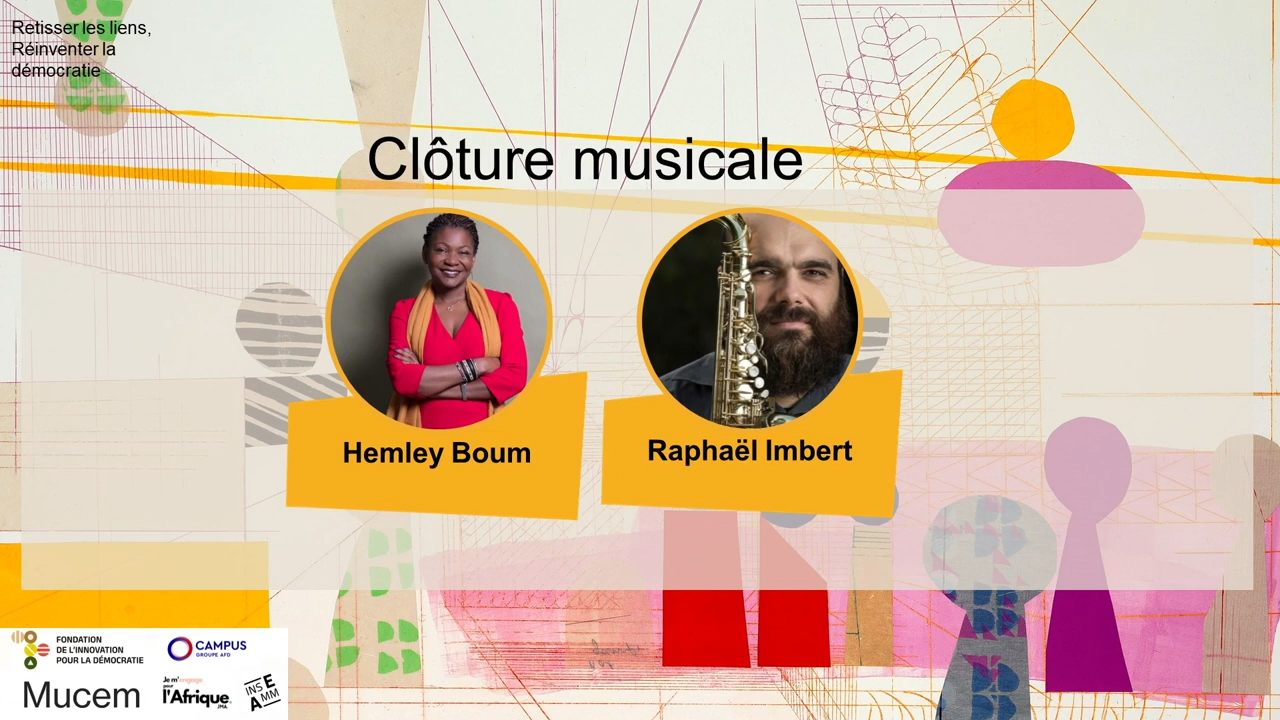 Retisser les liens,
Réinventer la
démocratie
Clôture musicale
Hemley Boum
Raphaël Imbert
FONDATION
DE L'INNOVATION
POUR LA DÉMOCRATIE
CAMPUS
GROUPE AFD
Mucem
Je m'engage
pour
l'Afrique
JMA.
INS
E
A
MM